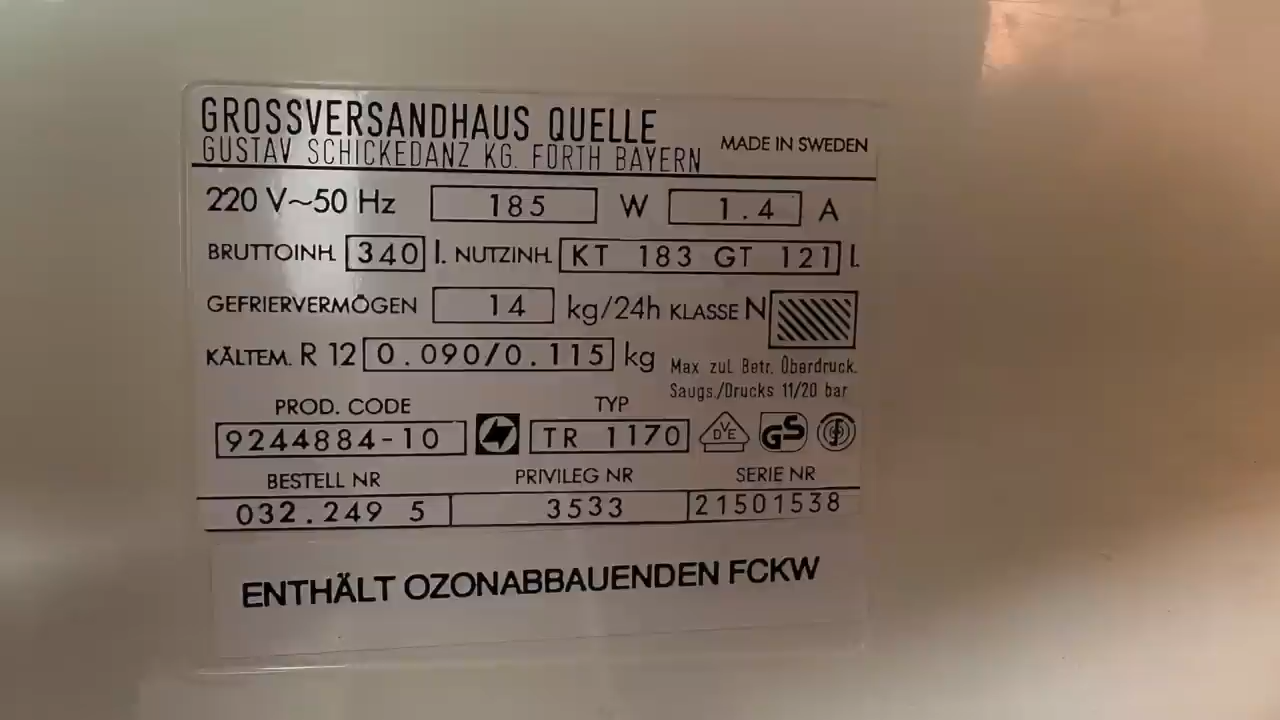 GROSSVERSANDHAUS QUELLE
GUSTAV SCHICKEDANZ KG. FÜRTH BAYERN
MADE IN SWEDEN
220 V~50 Hz 185 W 1.4 A
BRUTTOINH. 340 l. NUTZINH. KT 183 GT 121 l.
GEFRIERVERMÖGEN 14 kg/24h KLASSE N
KÄLTEM. R 12 0.090/0.115 kg
Max zul. Betr. Überdruck.
Saugs./Drucks 11/20 bar
PROD. CODE TYP
9244884-10 TR 1170 DVE GS
BESTELL NR PRIVILEG NR SERIE NR
032.249 5 3533 21501538
ENTHÄLT OZONABBAUENDEN FCKW